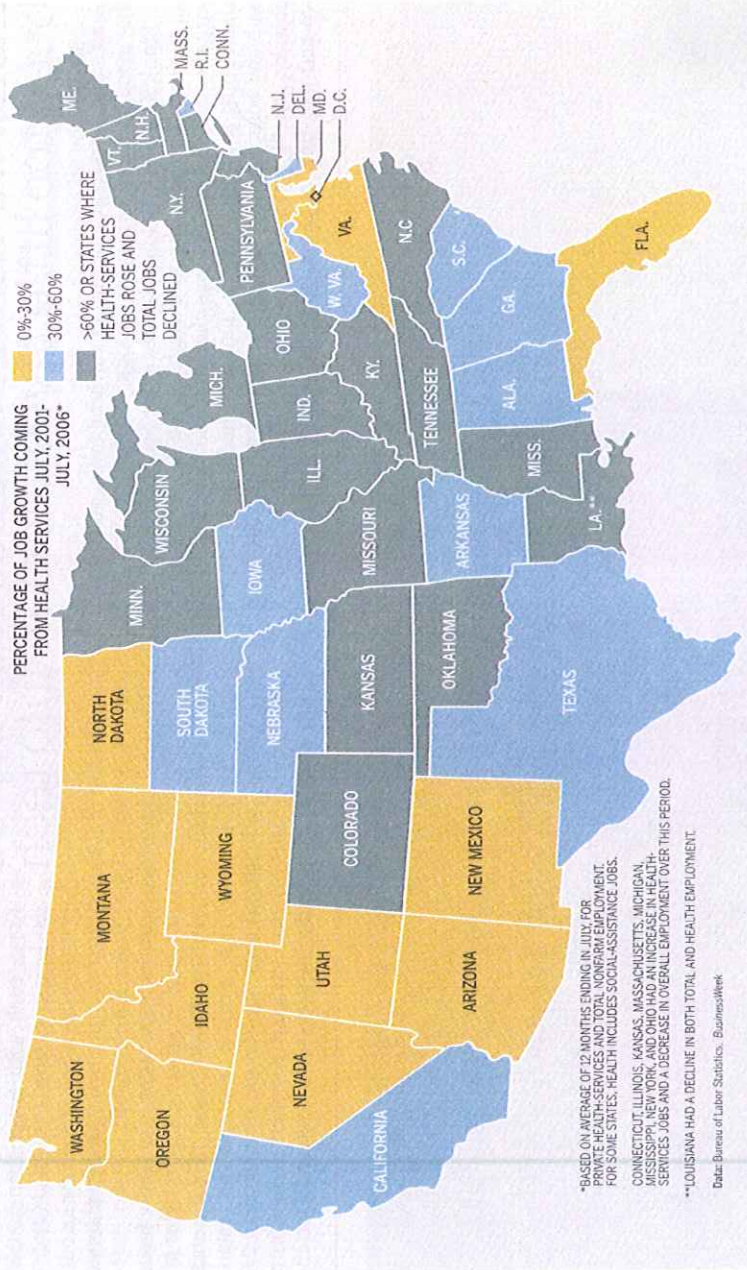 PERCENTAGE OF JOB GROWTH COMING
FROM HEALTH SERVICES JULY, 2001-
JULY, 2006*
0%-30%
30%-60%
>60% OR STATES WHERE
HEALTH-SERVICES
JOBS ROSE AND
TOTAL JOBS
DECLINED
WASHINGTON
OREGON
CALIFORNIA
NEVADA
IDAHO
MONTANA
WYOMING
UTAH
ARIZONA
COLORADO
NEW MEXICO
NORTH
DAKOTA
SOUTH
DAKOTA
NEBRASKA
KANSAS
OKLAHOMA
TEXAS
MINN.
IOWA
MISSOURI
ARKANSAS
LA.**
WISCONSIN
ILL.
MICH.
IND.
OHIO
KY.
TENNESSEE
MISS.
ALA.
GA.
FLA.
S.C.
N.C
VA.
W. VA.
PENNSYLVANIA
N.Y.
VT.
N.H.
ME.
MASS.
R.I.
CONN.
N.J.
DEL.
MD.
D.C.
*BASED ON AVERAGE OF 12 MONTHS ENDING IN JULY, FOR
PRIVATE HEALTH-SERVICES AND TOTAL NONFARM EMPLOYMENT.
FOR SOME STATES, HEALTH INCLUDES SOCIAL-ASSISTANCE JOBS.
CONNECTICUT, ILLINOIS, KANSAS, MASSACHUSETTS, MICHIGAN,
MISSISSIPPI, NEW YORK, AND OHIO HAD AN INCREASE IN HEALTH-
SERVICES JOBS AND A DECREASE IN OVERALL EMPLOYMENT OVER THIS PERIOD.
**LOUISIANA HAD A DECLINE IN BOTH TOTAL AND HEALTH EMPLOYMENT.
Data: Bureau of Labor Statistics, BusinessWeek